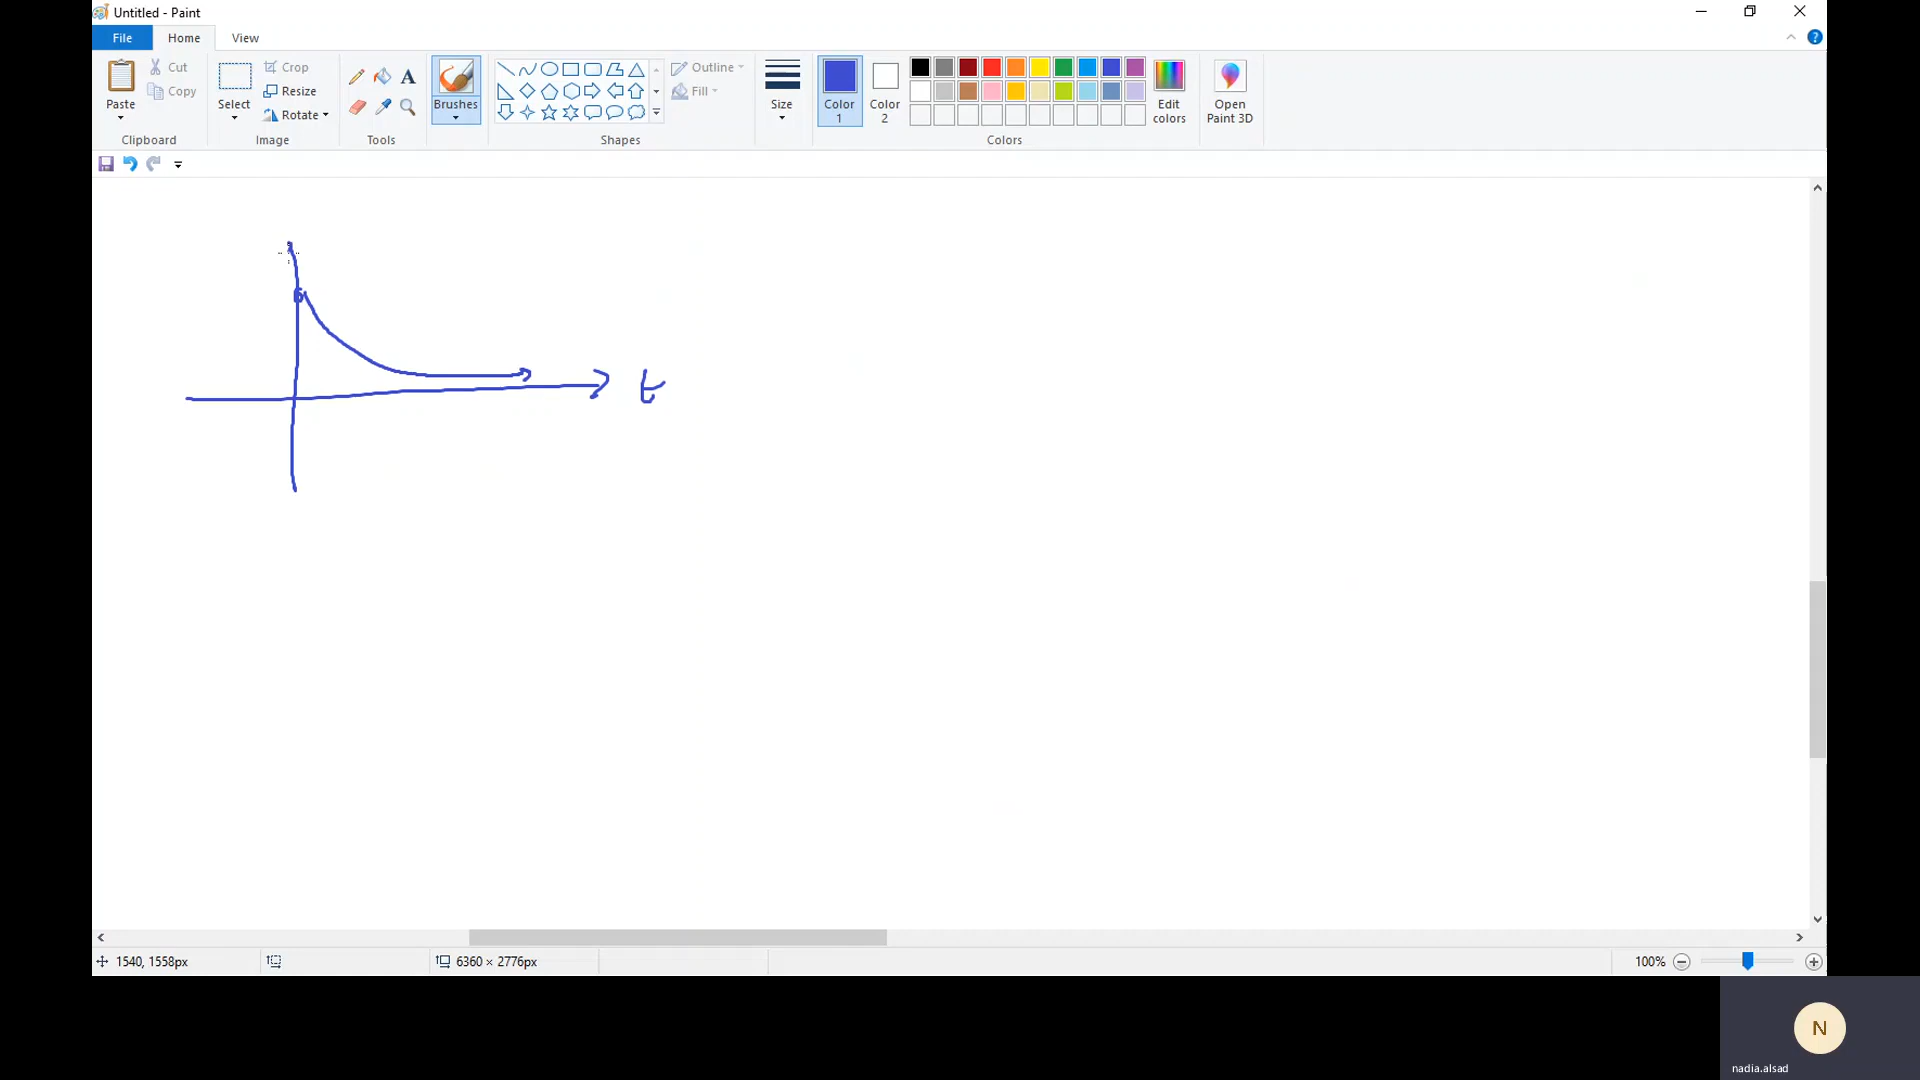 Untitled - Paint
File Home View
Paste
Cut
Copy
Clipboard
Select
Crop
Resize
Rotate
Image
Tools
Brushes
Shapes
Outline
Fill
Size
Color 1
Color 2
Edit colors
Colors
Open Paint 3D
t
1540, 1558px
6360 × 2776px
100%
N
nadia.alsad